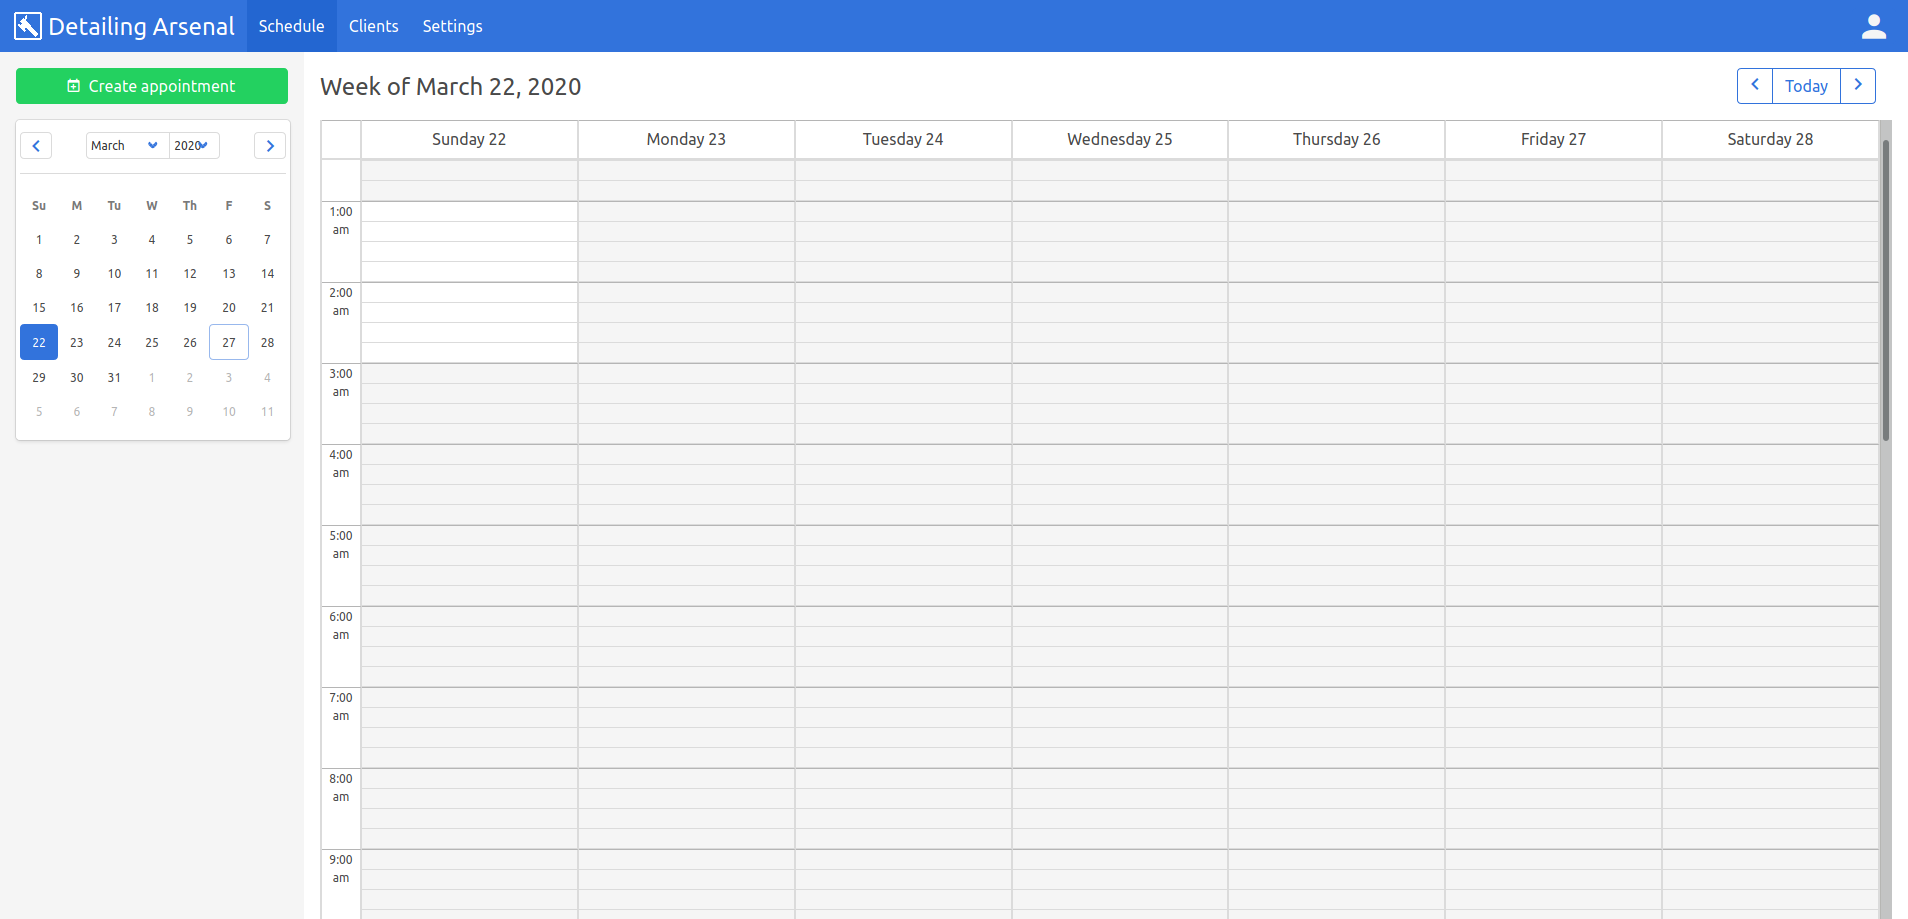 Detailing Arsenal Schedule Clients Settings
Create appointment
March 2020
Su M Tu W Th F S
1 2 3 4 5 6 7
8 9 10 11 12 13 14
15 16 17 18 19 20 21
22 23 24 25 26 27 28
29 30 31 1 2 3 4
5 6 7 8 9 10 11
Week of March 22, 2020
Today
Sunday 22 Monday 23 Tuesday 24 Wednesday 25 Thursday 26 Friday 27 Saturday 28
1:00
am
2:00
am
3:00
am
4:00
am
5:00
am
6:00
am
7:00
am
8:00
am
9:00
am